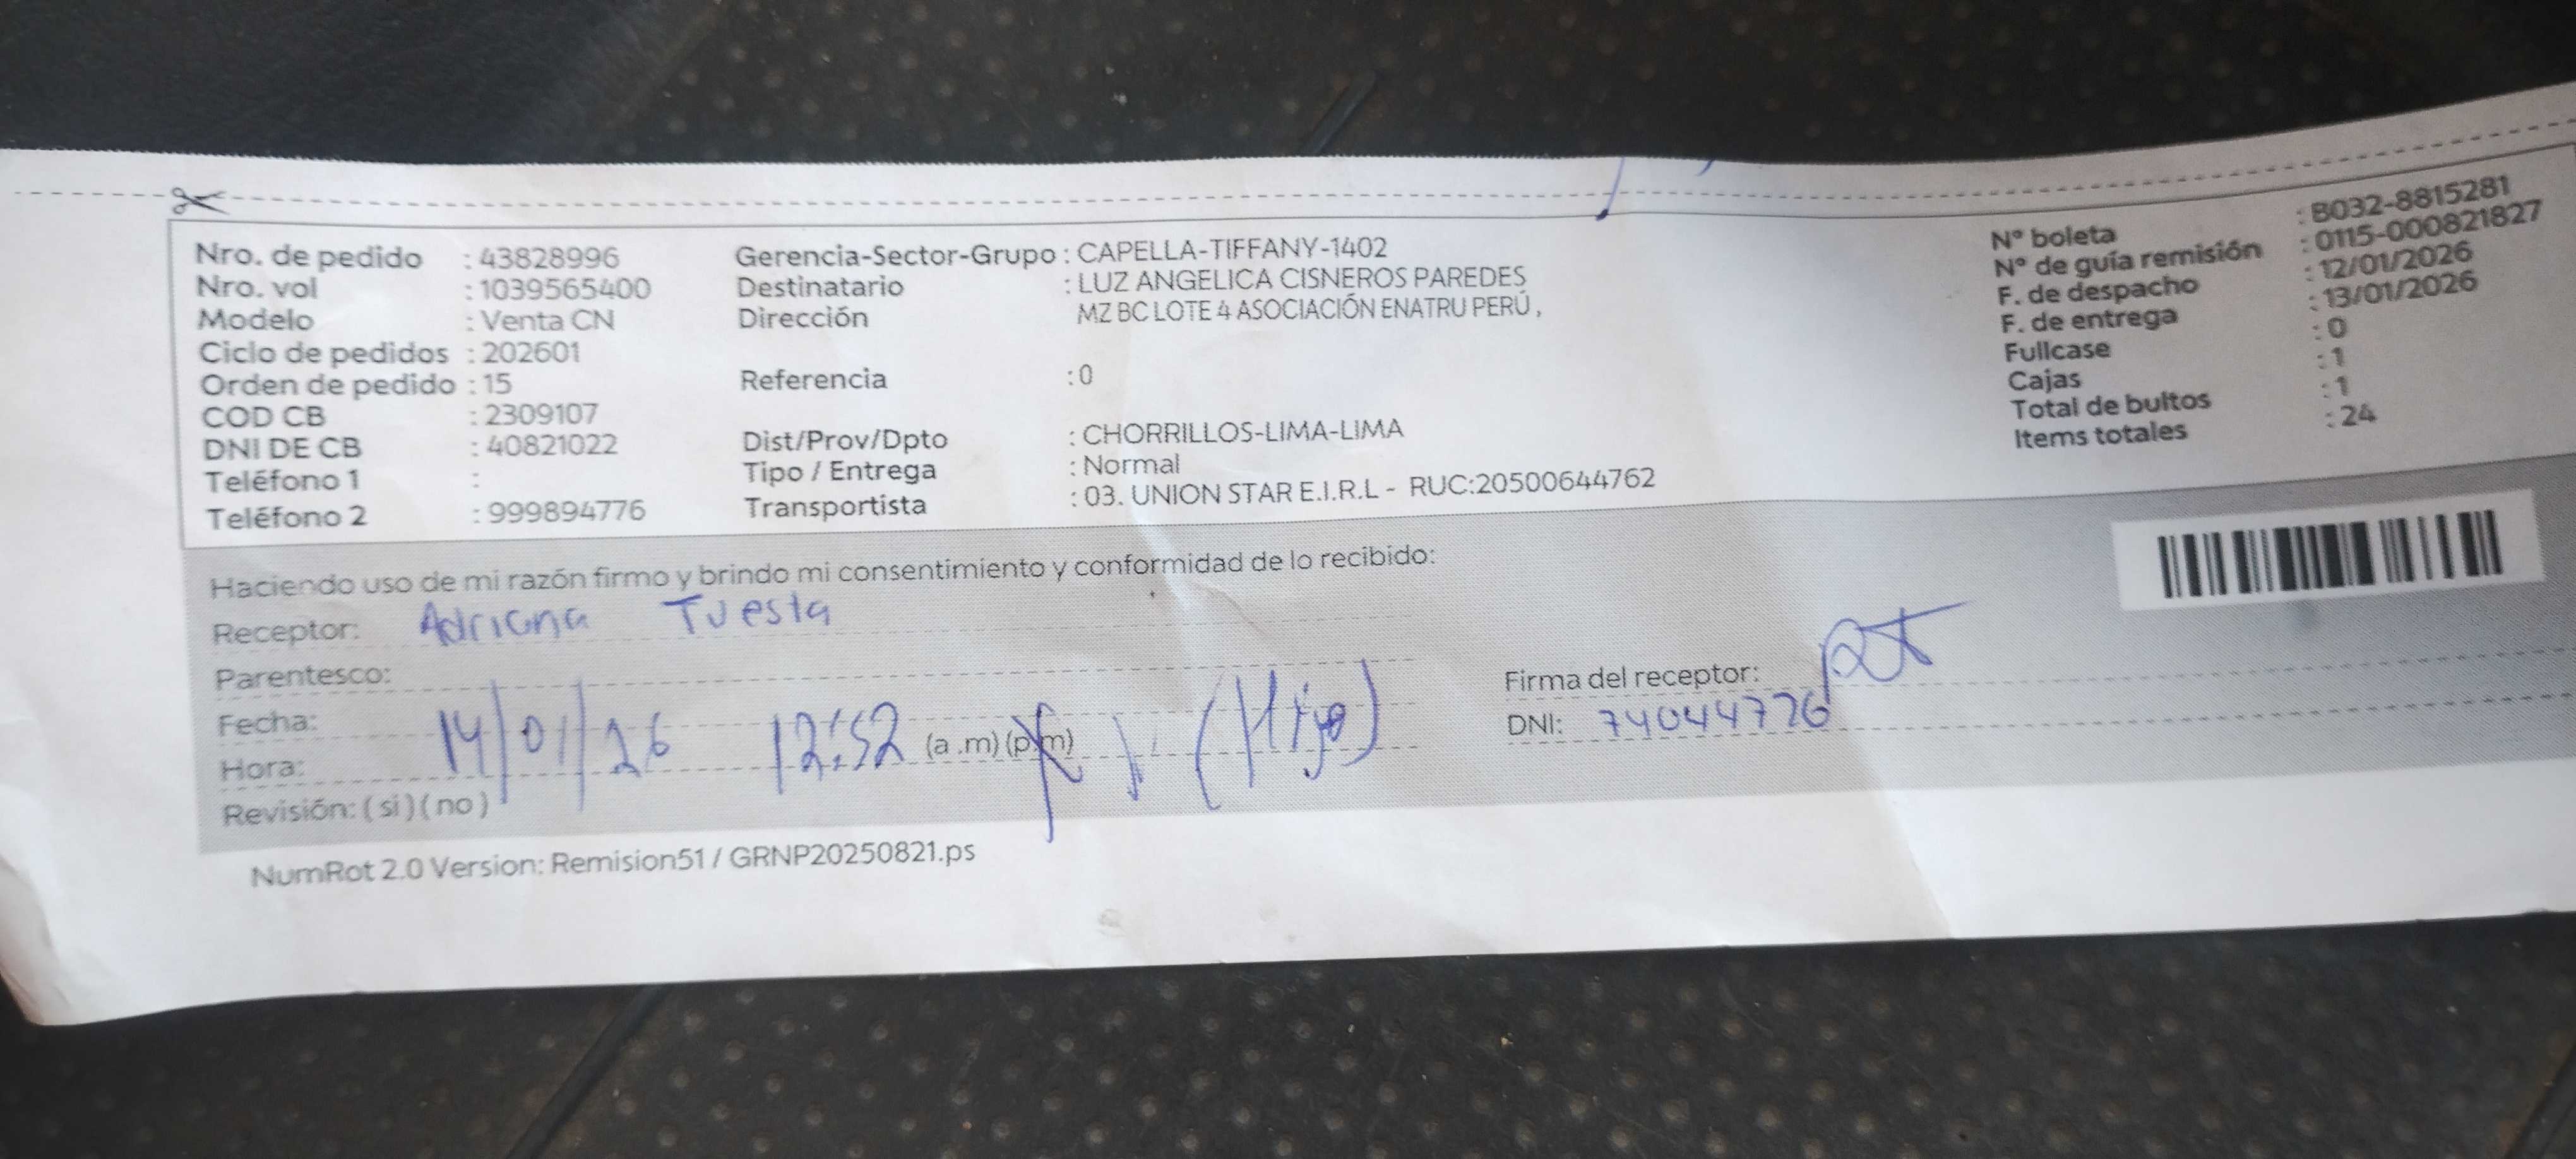 Nro. de pedido : 43828996
Nro. vol : 1039565400
Modelo : Venta CN
Ciclo de pedidos : 202601
Orden de pedido : 15
COD CB : 2309107
DNI DE CB : 40821022
Teléfono 1 :
Teléfono 2 : 999894776
Gerencia-Sector-Grupo : CAPELLA-TIFFANY-1402
Destinatario : LUZ ANGELICA CISNEROS PAREDES
Dirección MZ BC LOTE 4 ASOCIACIÓN ENATRU PERÚ ,
Referencia : 0
Dist/Prov/Dpto : CHORRILLOS-LIMA-LIMA
Tipo / Entrega : Normal
Transportista : 03. UNION STAR E.I.R.L - RUC:20500644762
N° boleta : B032-8815281
N° de guía remisión : 0115-000821827
F. de despacho : 12/01/2026
F. de entrega : 13/01/2026
Fullcase : 0
Cajas : 1
Total de bultos : 1
Items totales : 24
Haciendo uso de mi razón firmo y brindo mi consentimiento y conformidad de lo recibido:
Receptor: Adriana Tuesta
Parentesco:
Fecha: 14/01/26
Hora: 12:52 (a .m) (p.m)
Revisión: ( si ) ( no )
Firma del receptor:
DNI: 74044726
NumRot 2.0 Version: Remision51 / GRNP20250821.ps